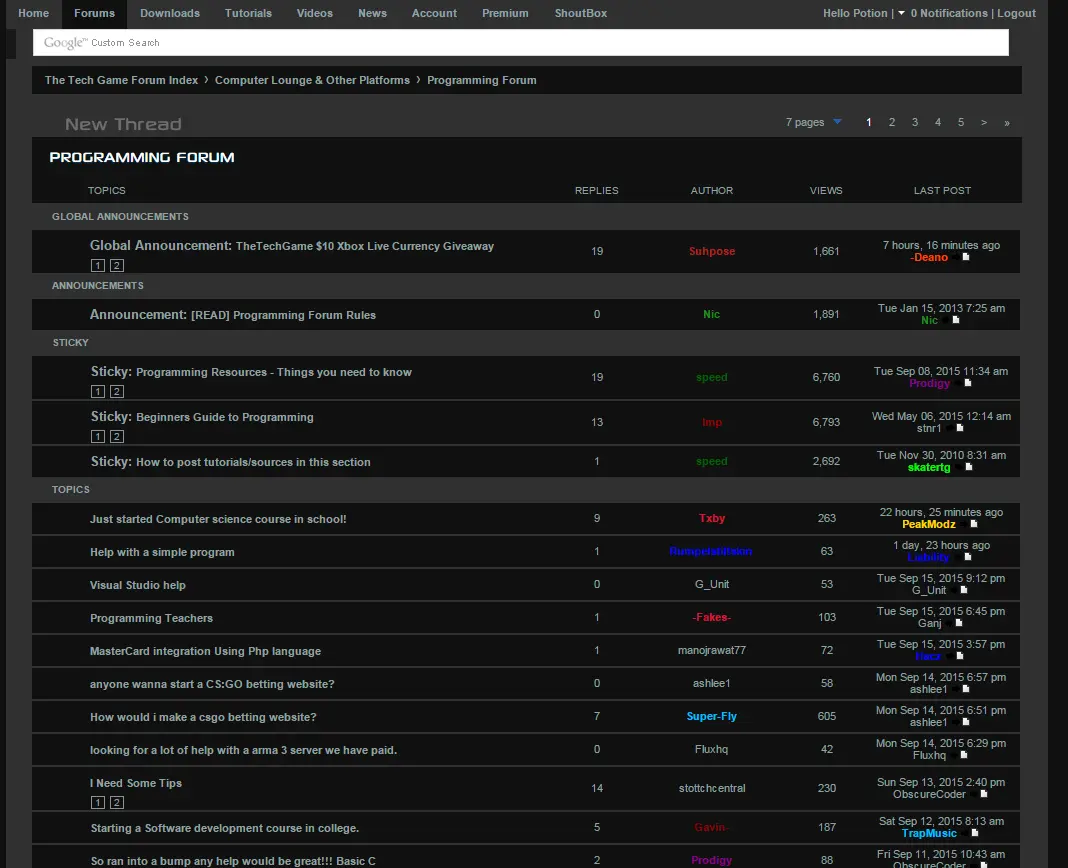 Home Forums Downloads Tutorials Videos News Account Premium ShoutBox Hello Potion | 0 Notifications | Logout
Google™ Custom Search
The Tech Game Forum Index › Computer Lounge & Other Platforms › Programming Forum
New Thread 7 pages 1 2 3 4 5 > »
PROGRAMMING FORUM
TOPICS REPLIES AUTHOR VIEWS LAST POST
GLOBAL ANNOUNCEMENTS
Global Announcement: TheTechGame $10 Xbox Live Currency Giveaway 19 Suhpose 1,661 7 hours, 16 minutes ago
1 2 -Deano
ANNOUNCEMENTS
Announcement: [READ] Programming Forum Rules 0 Nic 1,891 Tue Jan 15, 2013 7:25 am
Nic
STICKY
Sticky: Programming Resources - Things you need to know 19 speed 6,760 Tue Sep 08, 2015 11:34 am
1 2 Prodigy
Sticky: Beginners Guide to Programming 13 Imp 6,793 Wed May 06, 2015 12:14 am
1 2 stnr1
Sticky: How to post tutorials/sources in this section 1 speed 2,692 Tue Nov 30, 2010 8:31 am
skatertg
TOPICS
Just started Computer science course in school! 9 Txby 263 22 hours, 25 minutes ago
PeakModz
Help with a simple program 1 63 1 day, 23 hours ago
Liability
Visual Studio help 0 G_Unit 53 Tue Sep 15, 2015 9:12 pm
G_Unit
Programming Teachers 1 -Fakes- 103 Tue Sep 15, 2015 6:45 pm
Ganj
MasterCard integration Using Php language 1 manojrawat77 72 Tue Sep 15, 2015 3:57 pm
anyone wanna start a CS:GO betting website? 0 ashlee1 58 Mon Sep 14, 2015 6:57 pm
ashlee1
How would i make a csgo betting website? 7 Super-Fly 605 Mon Sep 14, 2015 6:51 pm
ashlee1
looking for a lot of help with a arma 3 server we have paid. 0 Fluxhq 42 Mon Sep 14, 2015 6:29 pm
Fluxhq
I Need Some Tips 14 stottchcentral 230 Sun Sep 13, 2015 2:40 pm
1 2 ObscureCoder
Starting a Software development course in college. 5 Gavin- 187 Sat Sep 12, 2015 8:13 am
TrapMusic
So ran into a bump any help would be great!!! Basic C 2 Prodigy 88 Fri Sep 11, 2015 10:43 am
ObscureCoder